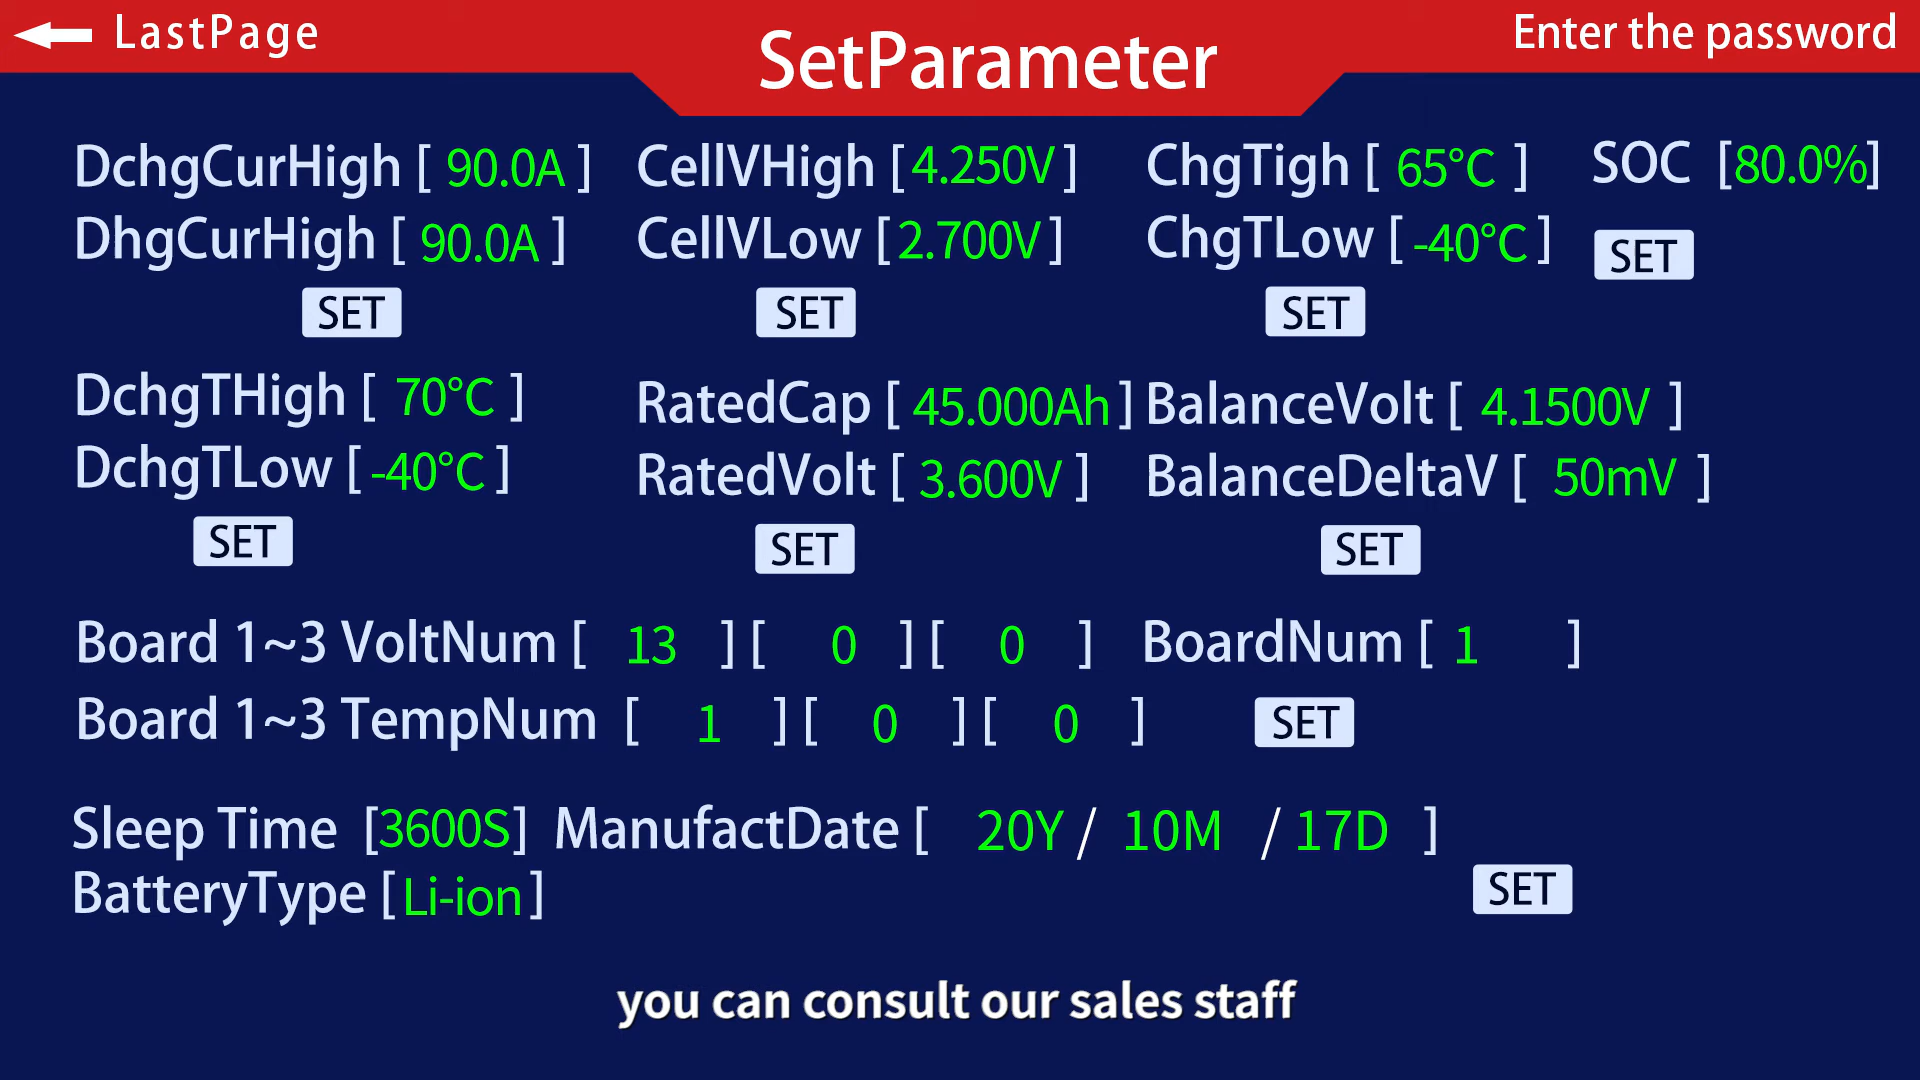 LastPage
SetParameter
Enter the password
DchgCurHigh [ 90.0A ] CellVHigh [4.250V] ChgTigh [ 65°C ] SOC [80.0%]
DhgCurHigh [ 90.0A ] CellVLow [2.700V] ChgTLow [ -40°C ] SET
SET SET SET
DchgTHigh [ 70°C ] RatedCap [ 45.000Ah ] BalanceVolt [ 4.1500V ]
DchgTLow [ -40°C ] RatedVolt [ 3.600V ] BalanceDeltaV [ 50mV ]
SET SET SET
Board 1~3 VoltNum [ 13 ] [ 0 ] [ 0 ] BoardNum [ 1 ]
Board 1~3 TempNum [ 1 ] [ 0 ] [ 0 ] SET
Sleep Time [3600S] ManufactDate [ 20Y / 10M / 17D ]
BatteryType [Li-ion] SET
you can consult our sales staff